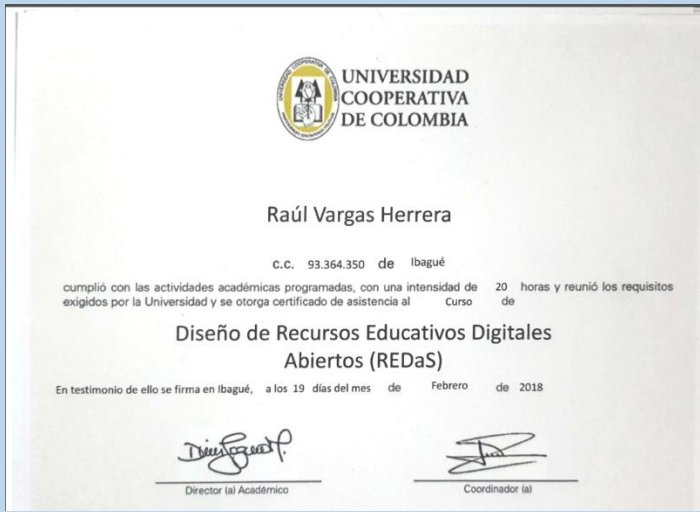 UNIVERSIDAD
COOPERATIVA
DE COLOMBIA
Raúl Vargas Herrera
C.C. 93.364.350 de Ibagué
cumplió con las actividades académicas programadas, con una intensidad de 20 horas y reunió los requisitos
exigidos por la Universidad y se otorga certificado de asistencia al Curso de
Diseño de Recursos Educativos Digitales
Abiertos (REDaS)
En testimonio de ello se firma en Ibagué, a los 19 días del mes de Febrero de 2018
Director (a) Académico
Coordinador (a)